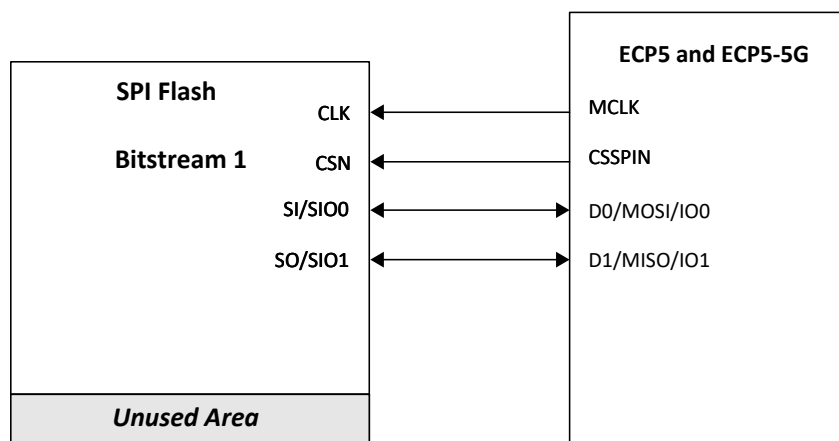 ECP5 and ECP5-5G
SPI Flash
CLK
MCLK
Bitstream 1
CSN
CSSPIN
SI/SIO0
D0/MOSI/IO0
SO/SIO1
D1/MISO/IO1
Unused Area